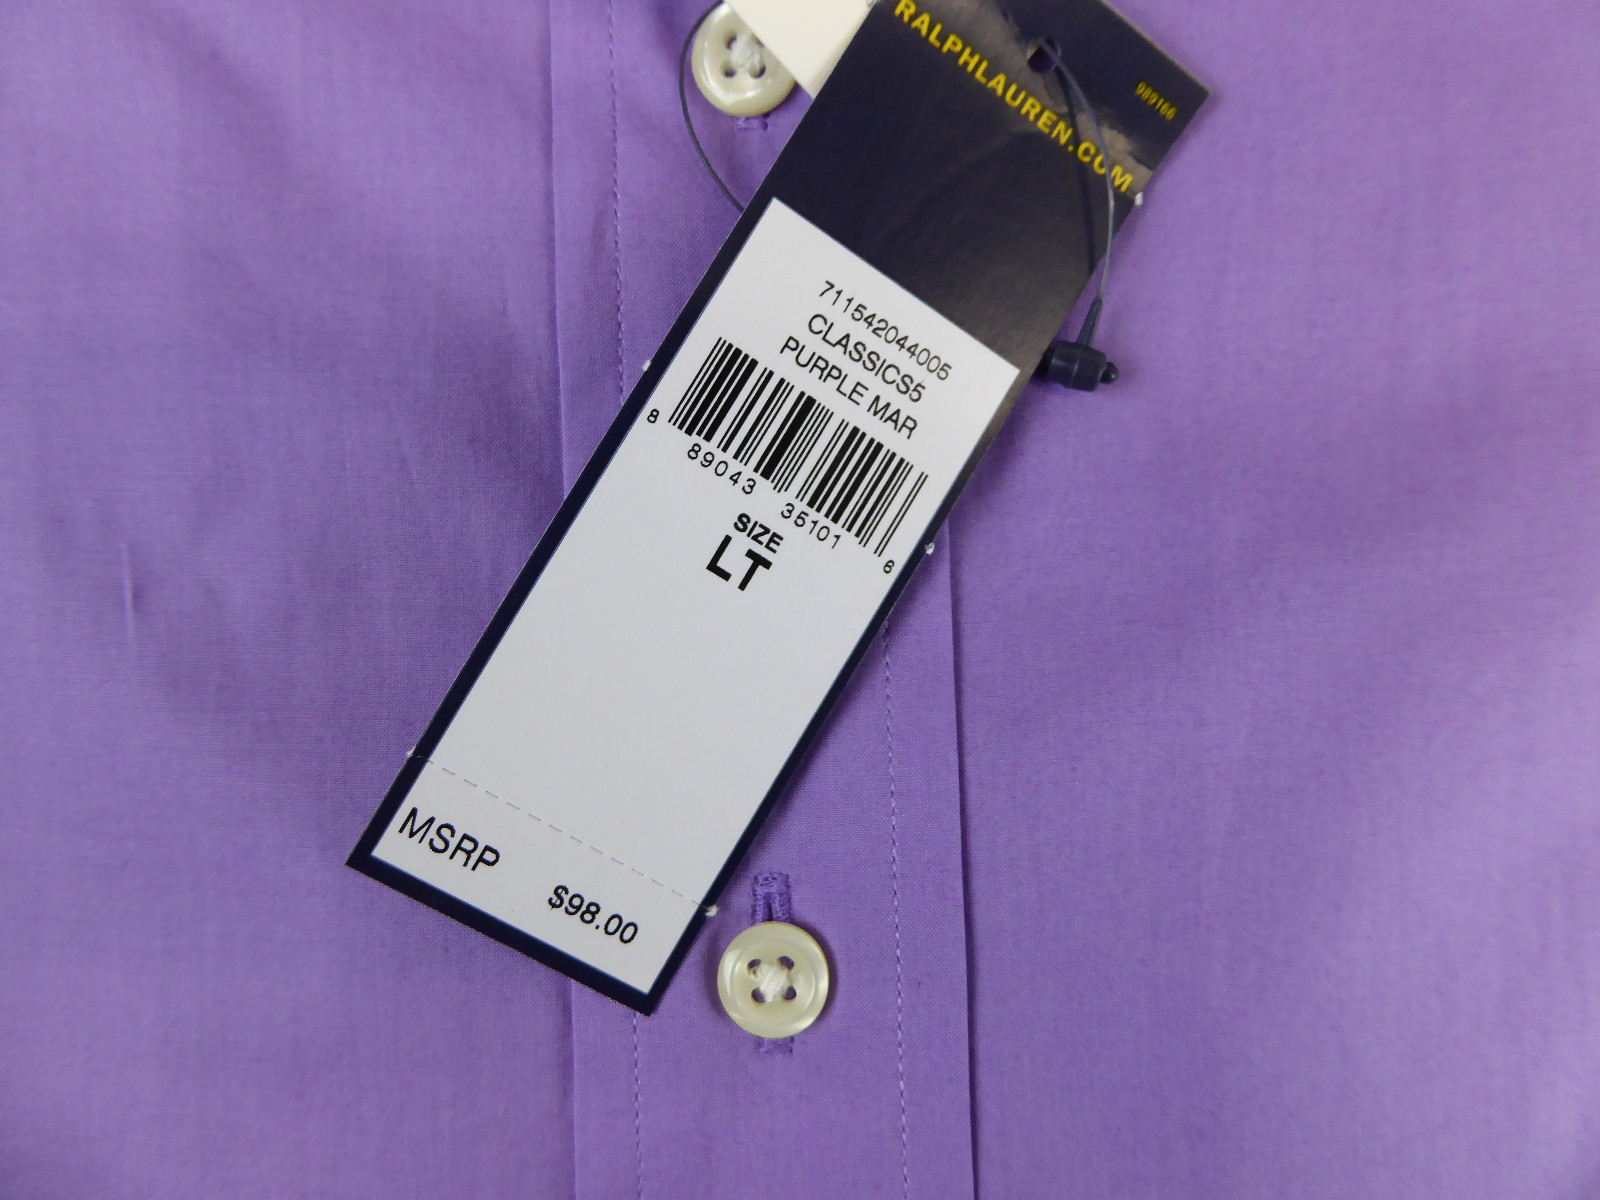 RALPHLAUREN.COM
989166
711542044005
CLASSICS5
PURPLE MAR
8 89043 35101 6
SIZE
LT
MSRP
$98.00